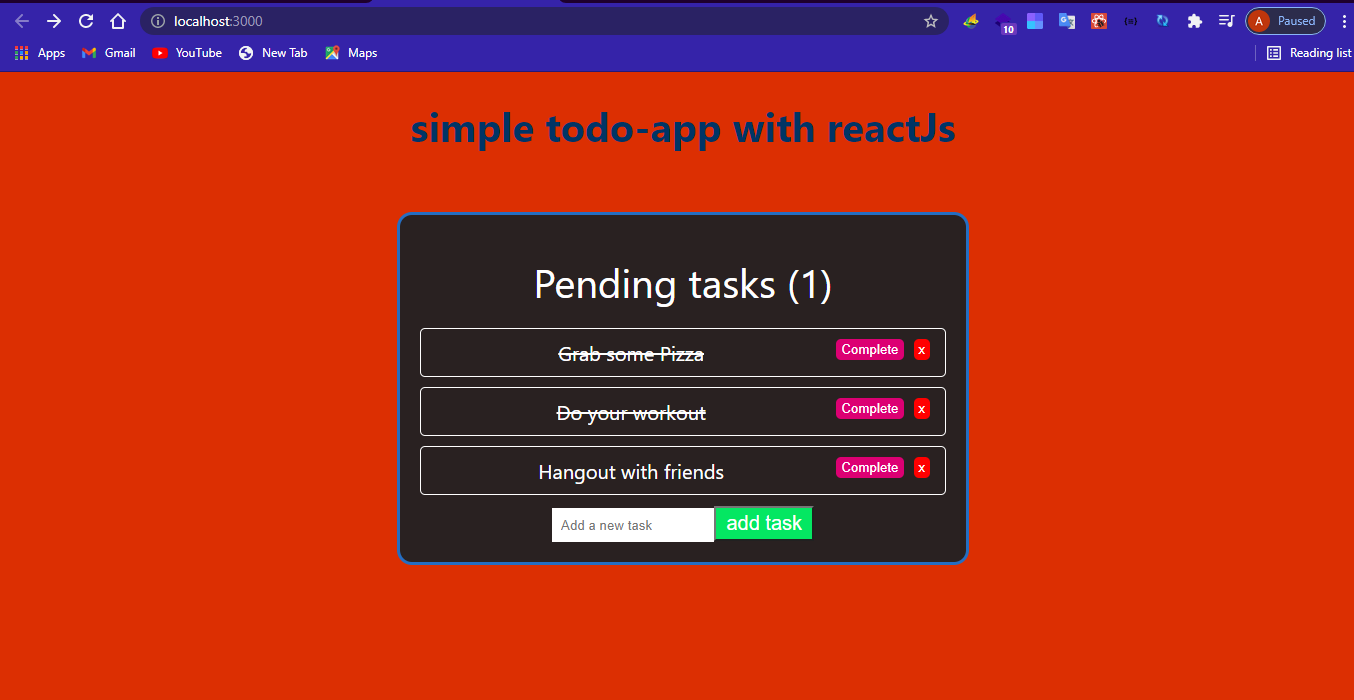 localhost:3000
10
A Paused
Apps Gmail YouTube New Tab Maps Reading list
simple todo-app with reactJs
Pending tasks (1)
Grab some Pizza Complete x
Do your workout Complete x
Hangout with friends Complete x
Add a new task add task